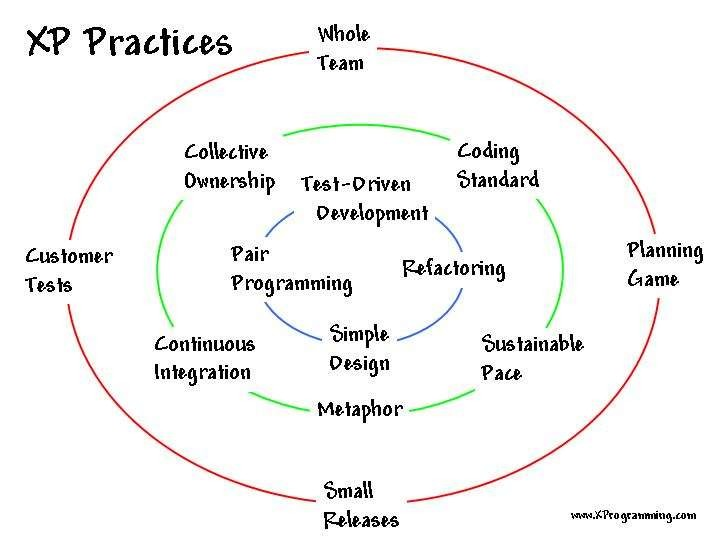 XP Practices
Whole
Team
Collective
Ownership
Coding
Standard
Test-Driven
Development
Customer
Tests
Pair
Programming
Refactoring
Planning
Game
Continuous
Integration
Simple
Design
Sustainable
Pace
Metaphor
Small
Releases
www.XProgramming.com